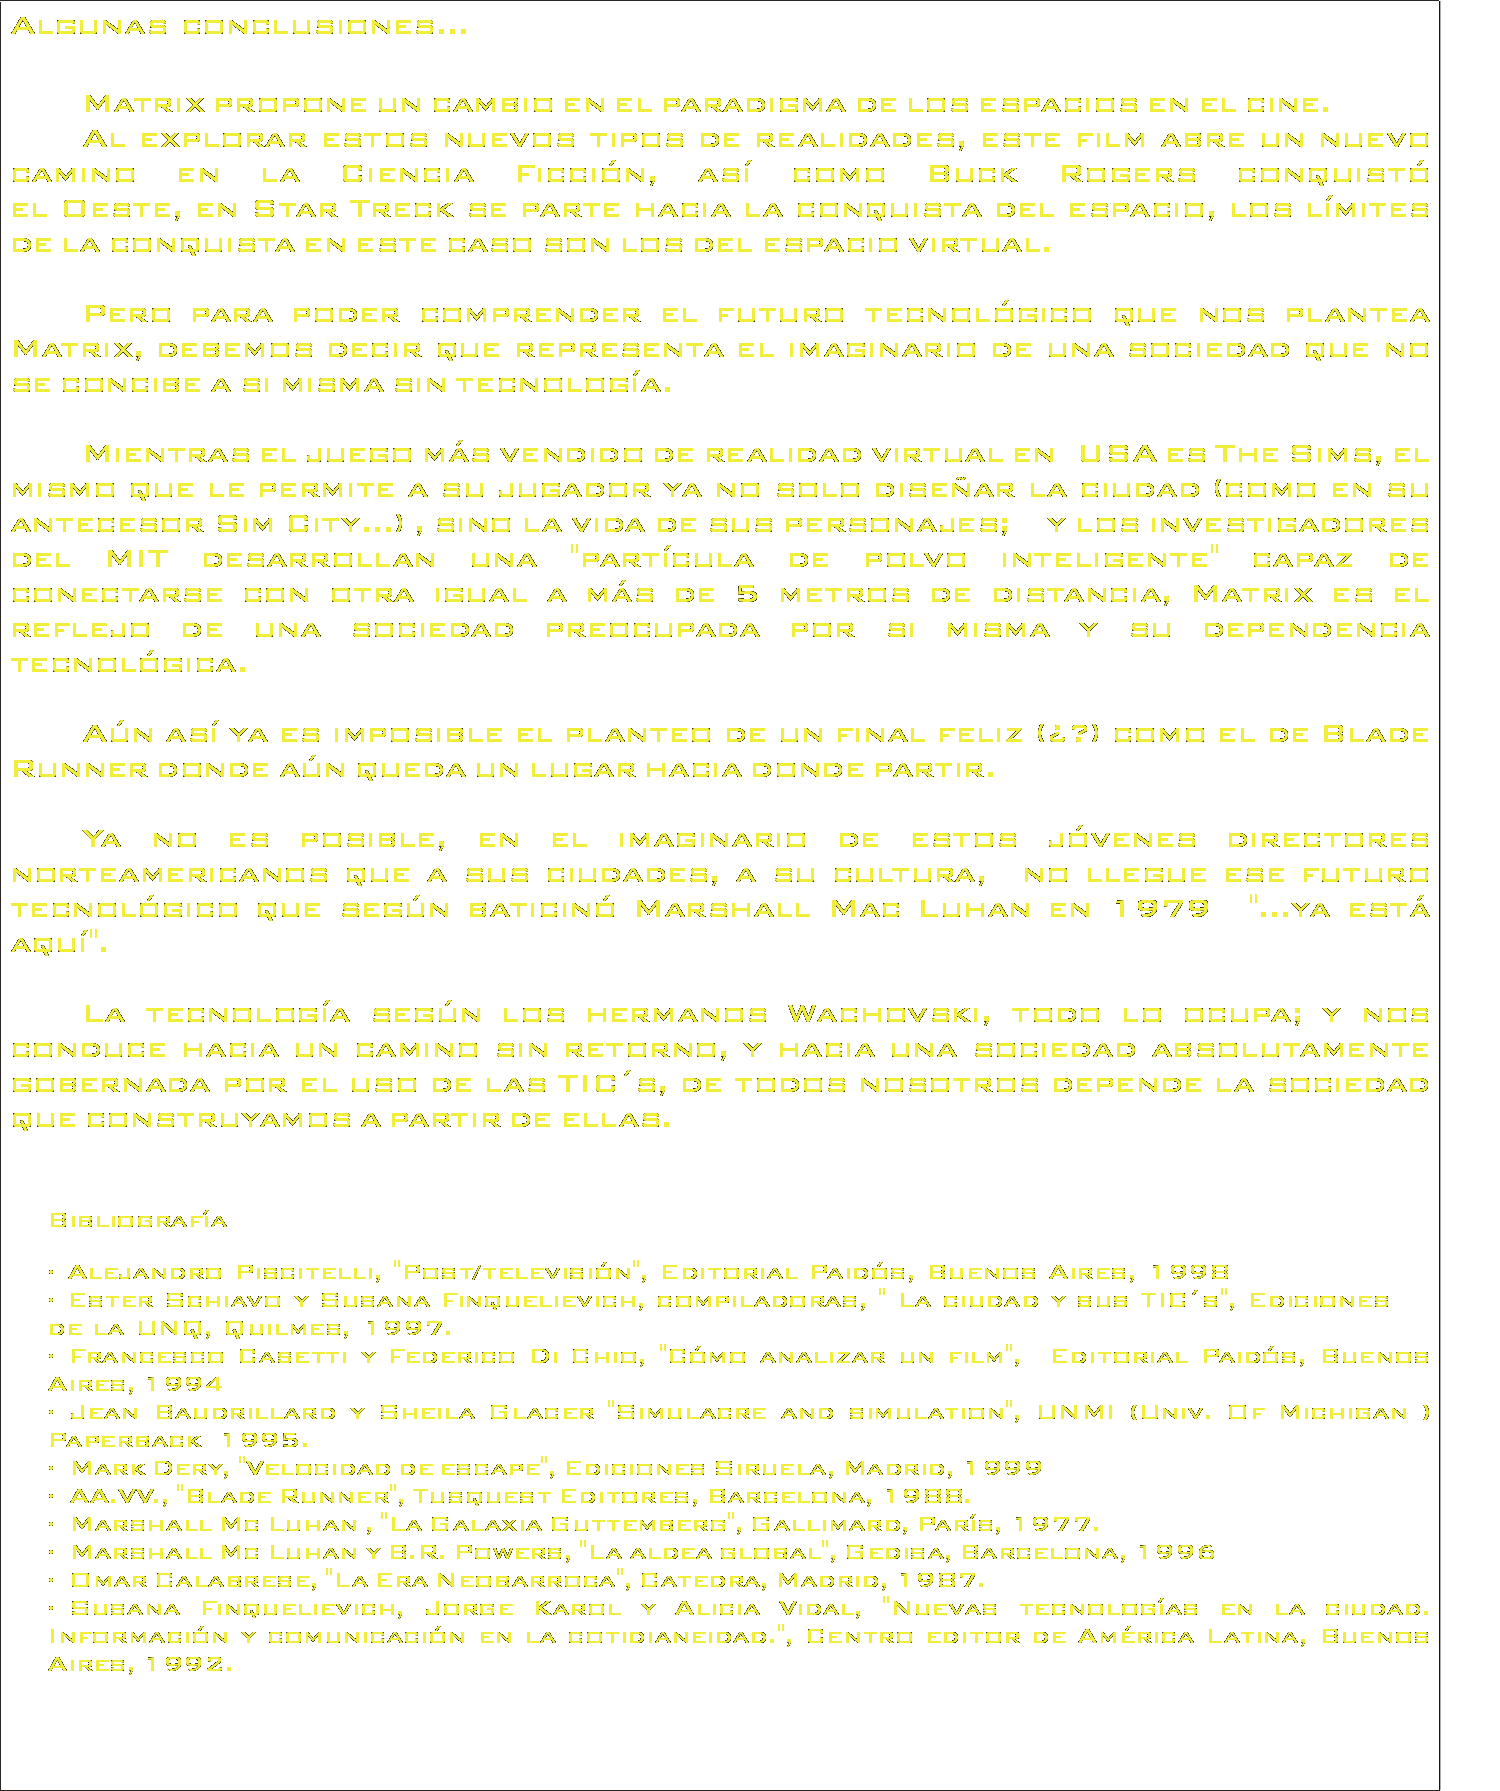 Algunas conclusiones...
Matrix propone un cambio en el paradigma de los espacios en el cine.
Al explorar estos nuevos tipos de realidades, este film abre un nuevo
camino en la Ciencia Ficción, así como Buck Rogers conquistó
el Oeste, en Star Treck se parte hacia la conquista del espacio, los límites
de la conquista en este caso son los del espacio virtual.
Pero para poder comprender el futuro tecnológico que nos plantea
Matrix, debemos decir que representa el imaginario de una sociedad que no
se concibe a si misma sin tecnología.
Mientras el juego más vendido de realidad virtual en USA es The Sims, el
mismo que le permite a su jugador ya no solo diseñar la ciudad (como en su
antecesor Sim City...) , sino la vida de sus personajes; y los investigadores
del MIT desarrollan una "partícula de polvo inteligente" capaz de
conectarse con otra igual a más de 5 metros de distancia, Matrix es el
reflejo de una sociedad preocupada por si misma y su dependencia
tecnológica.
Aún así ya es imposible el planteo de un final feliz (¿?) como el de Blade
Runner donde aún queda un lugar hacia donde partir.
Ya no es posible, en el imaginario de estos jóvenes directores
norteamericanos que a sus ciudades, a su cultura, no llegue ese futuro
tecnológico que según baticinó Marshall Mac Luhan en 1979 "...ya está
aquí".
La tecnología según los hermanos Wachovski, todo lo ocupa; y nos
conduce hacia un camino sin retorno, y hacia una sociedad absolutamente
gobernada por el uso de las TIC´s, de todos nosotros depende la sociedad
que construyamos a partir de ellas.
Bibliografía
· Alejandro Piscitelli, "Post/televisión", Editorial Paidós, Buenos Aires, 1998
· Ester Schiavo y Susana Finquelievich, compiladoras, " La ciudad y sus TIC´s", Ediciones
de la UNQ, Quilmes, 1997.
· Francesco Casetti y Federico Di Chio, "Cómo analizar un film", Editorial Paidós, Buenos
Aires, 1994
· Jean Baudrillard y Sheila Glacer "Simulacre and simulation", UNMI (Univ. Of Michigan )
Paperback 1995.
· Mark Dery, "Velocidad de escape", Ediciones Siruela, Madrid, 1999
· AA.VV., "Blade Runner", Tusquest Editores, Barcelona, 1988.
· Marshall Mc Luhan , "La Galaxia Guttemberg", Gallimard, París, 1977.
· Marshall Mc Luhan y B.R. Powers, "La aldea global", Gedisa, Barcelona, 1996
· Omar Calabrese, "La Era Neobarroca", Catedra, Madrid, 1987.
· Susana Finquelievich, Jorge Karol y Alicia Vidal, "Nuevas tecnologías en la ciudad.
Información y comunicación en la cotidianeidad.", Centro editor de América Latina, Buenos
Aires, 1992.